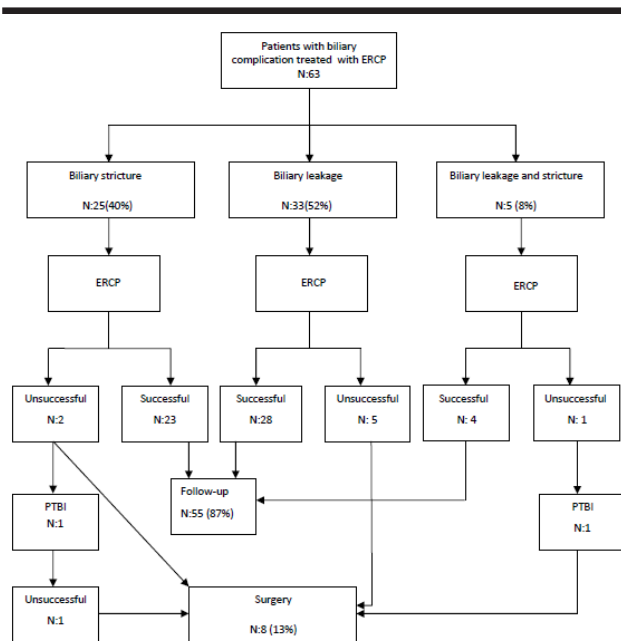 Patients with biliary
complication treated with ERCP
N:63
Biliary stricture
N:25(40%)
Biliary leakage
N:33(52%)
Biliary leakage and stricture
N:5 (8%)
ERCP
ERCP
ERCP
Unsuccessful
N:2
Successful
N:23
Successful
N:28
Unsuccessful
N: 5
Successful
N: 4
Unsuccessful
N: 1
PTBI
N:1
Follow-up
N:55 (87%)
PTBI
N:1
Unsuccessful
N:1
Surgery
N:8 (13%)